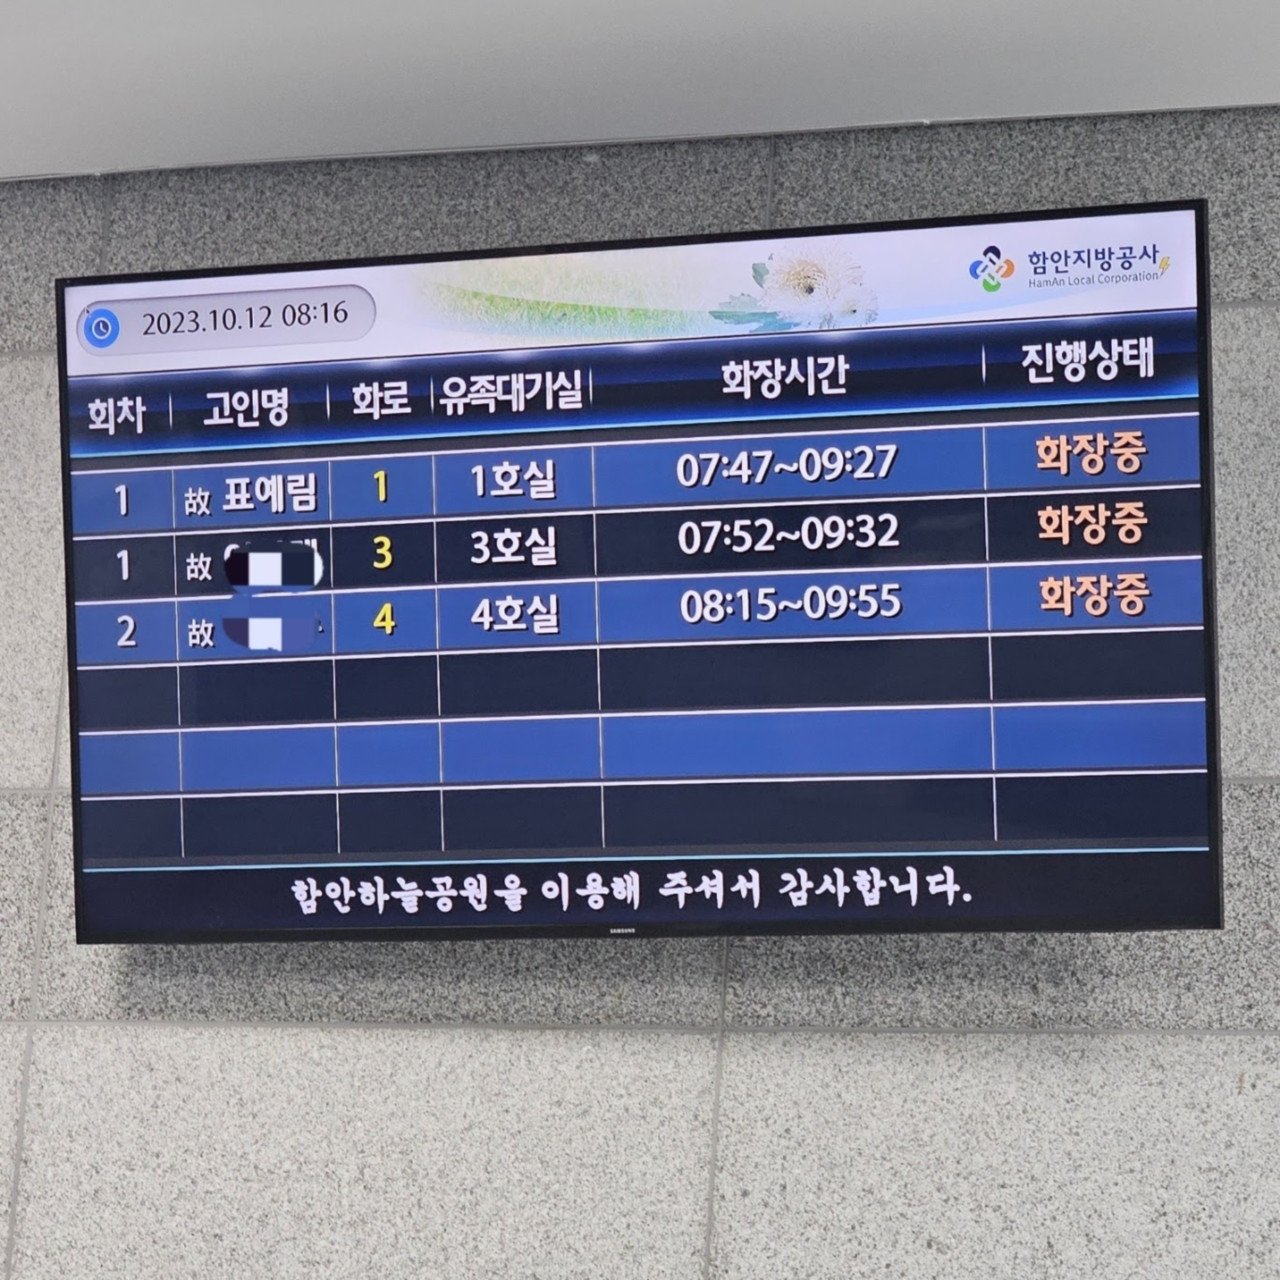 2023.10.12 08:16
함안지방공사
HamAn Local Corporation
회차 고인명 화로 유족대기실 화장시간 진행상태
1 故 표예림 1 1호실 07:47~09:27 화장중
1 故 3 3호실 07:52~09:32 화장중
2 故 4 4호실 08:15~09:55 화장중
함안하늘공원을 이용해 주셔서 감사합니다.
SAMSUNG